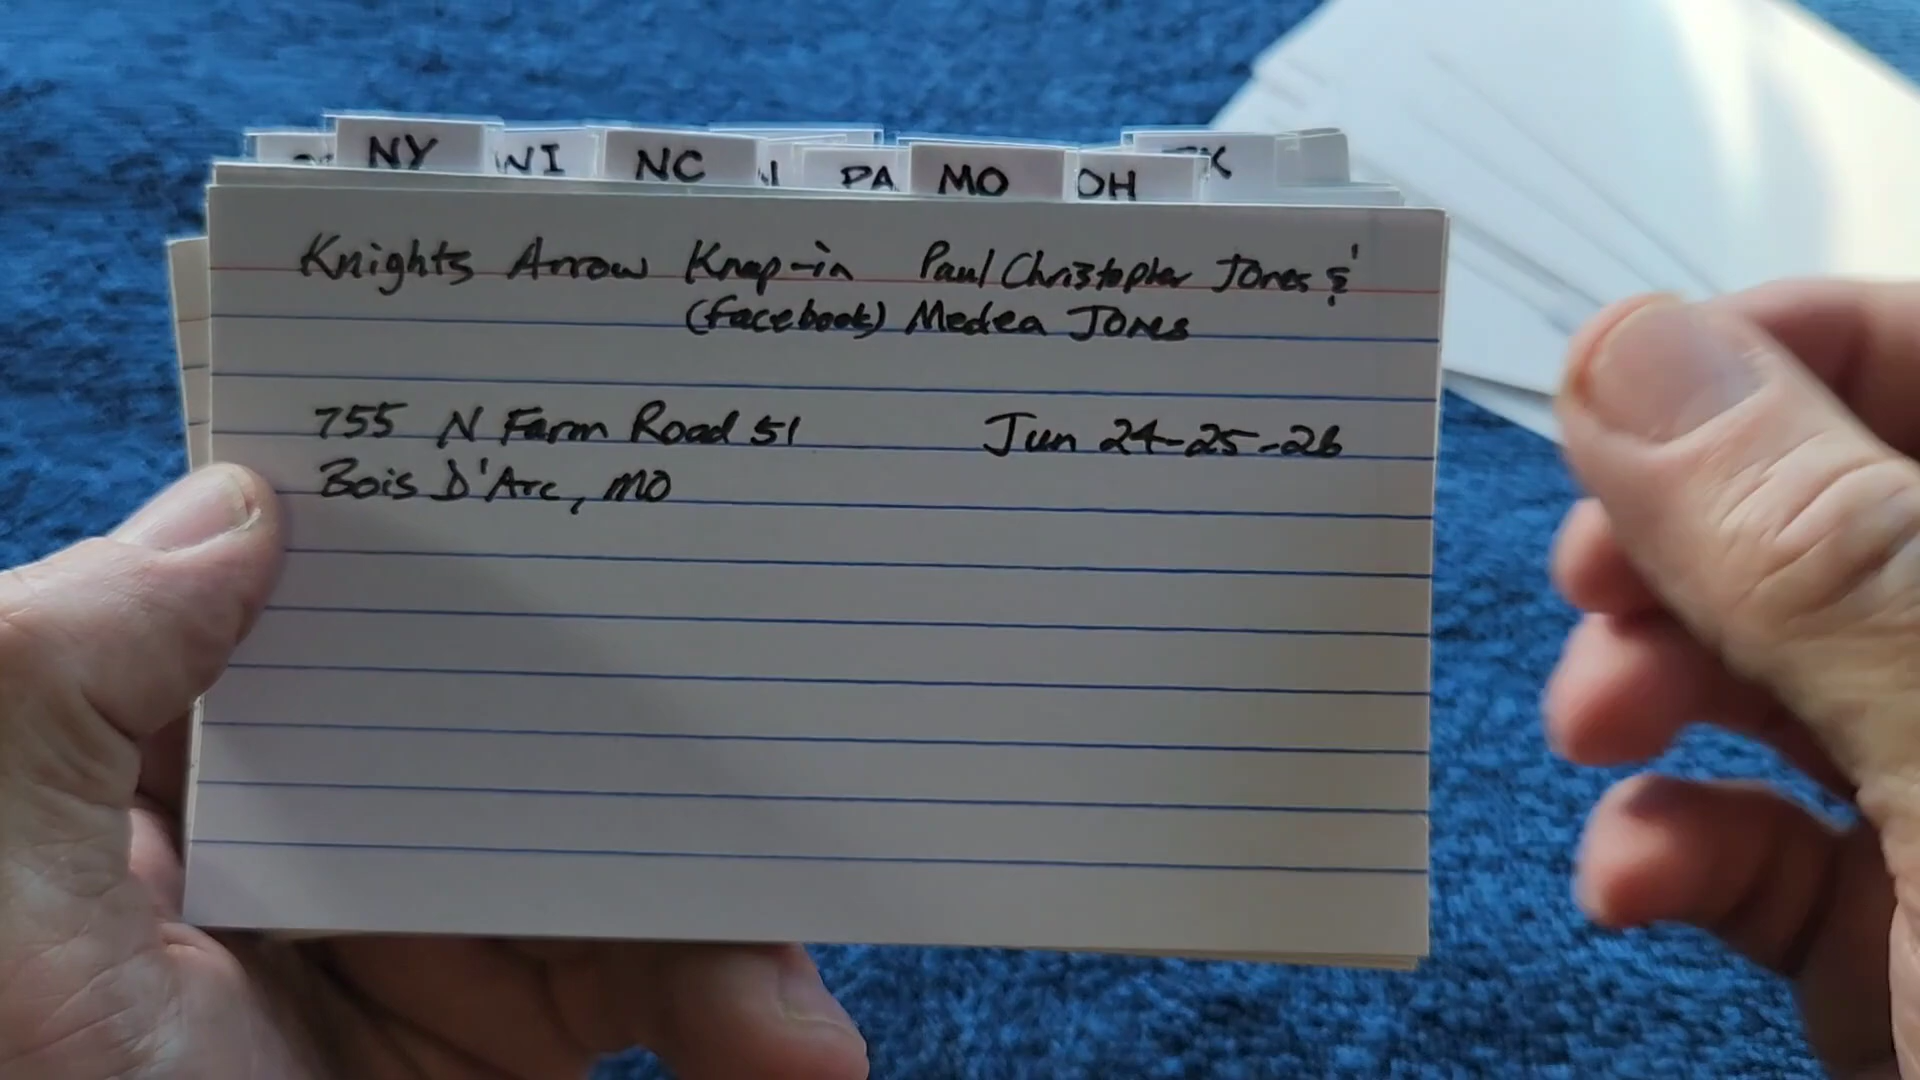 NY WI NC PA MO OH
Knights Arrow Knap-in Paul Christopher Jones &
(facebook) Medea Jones
755 N Farm Road 51 Jun 24-25-26
Bois D'Arc, MO